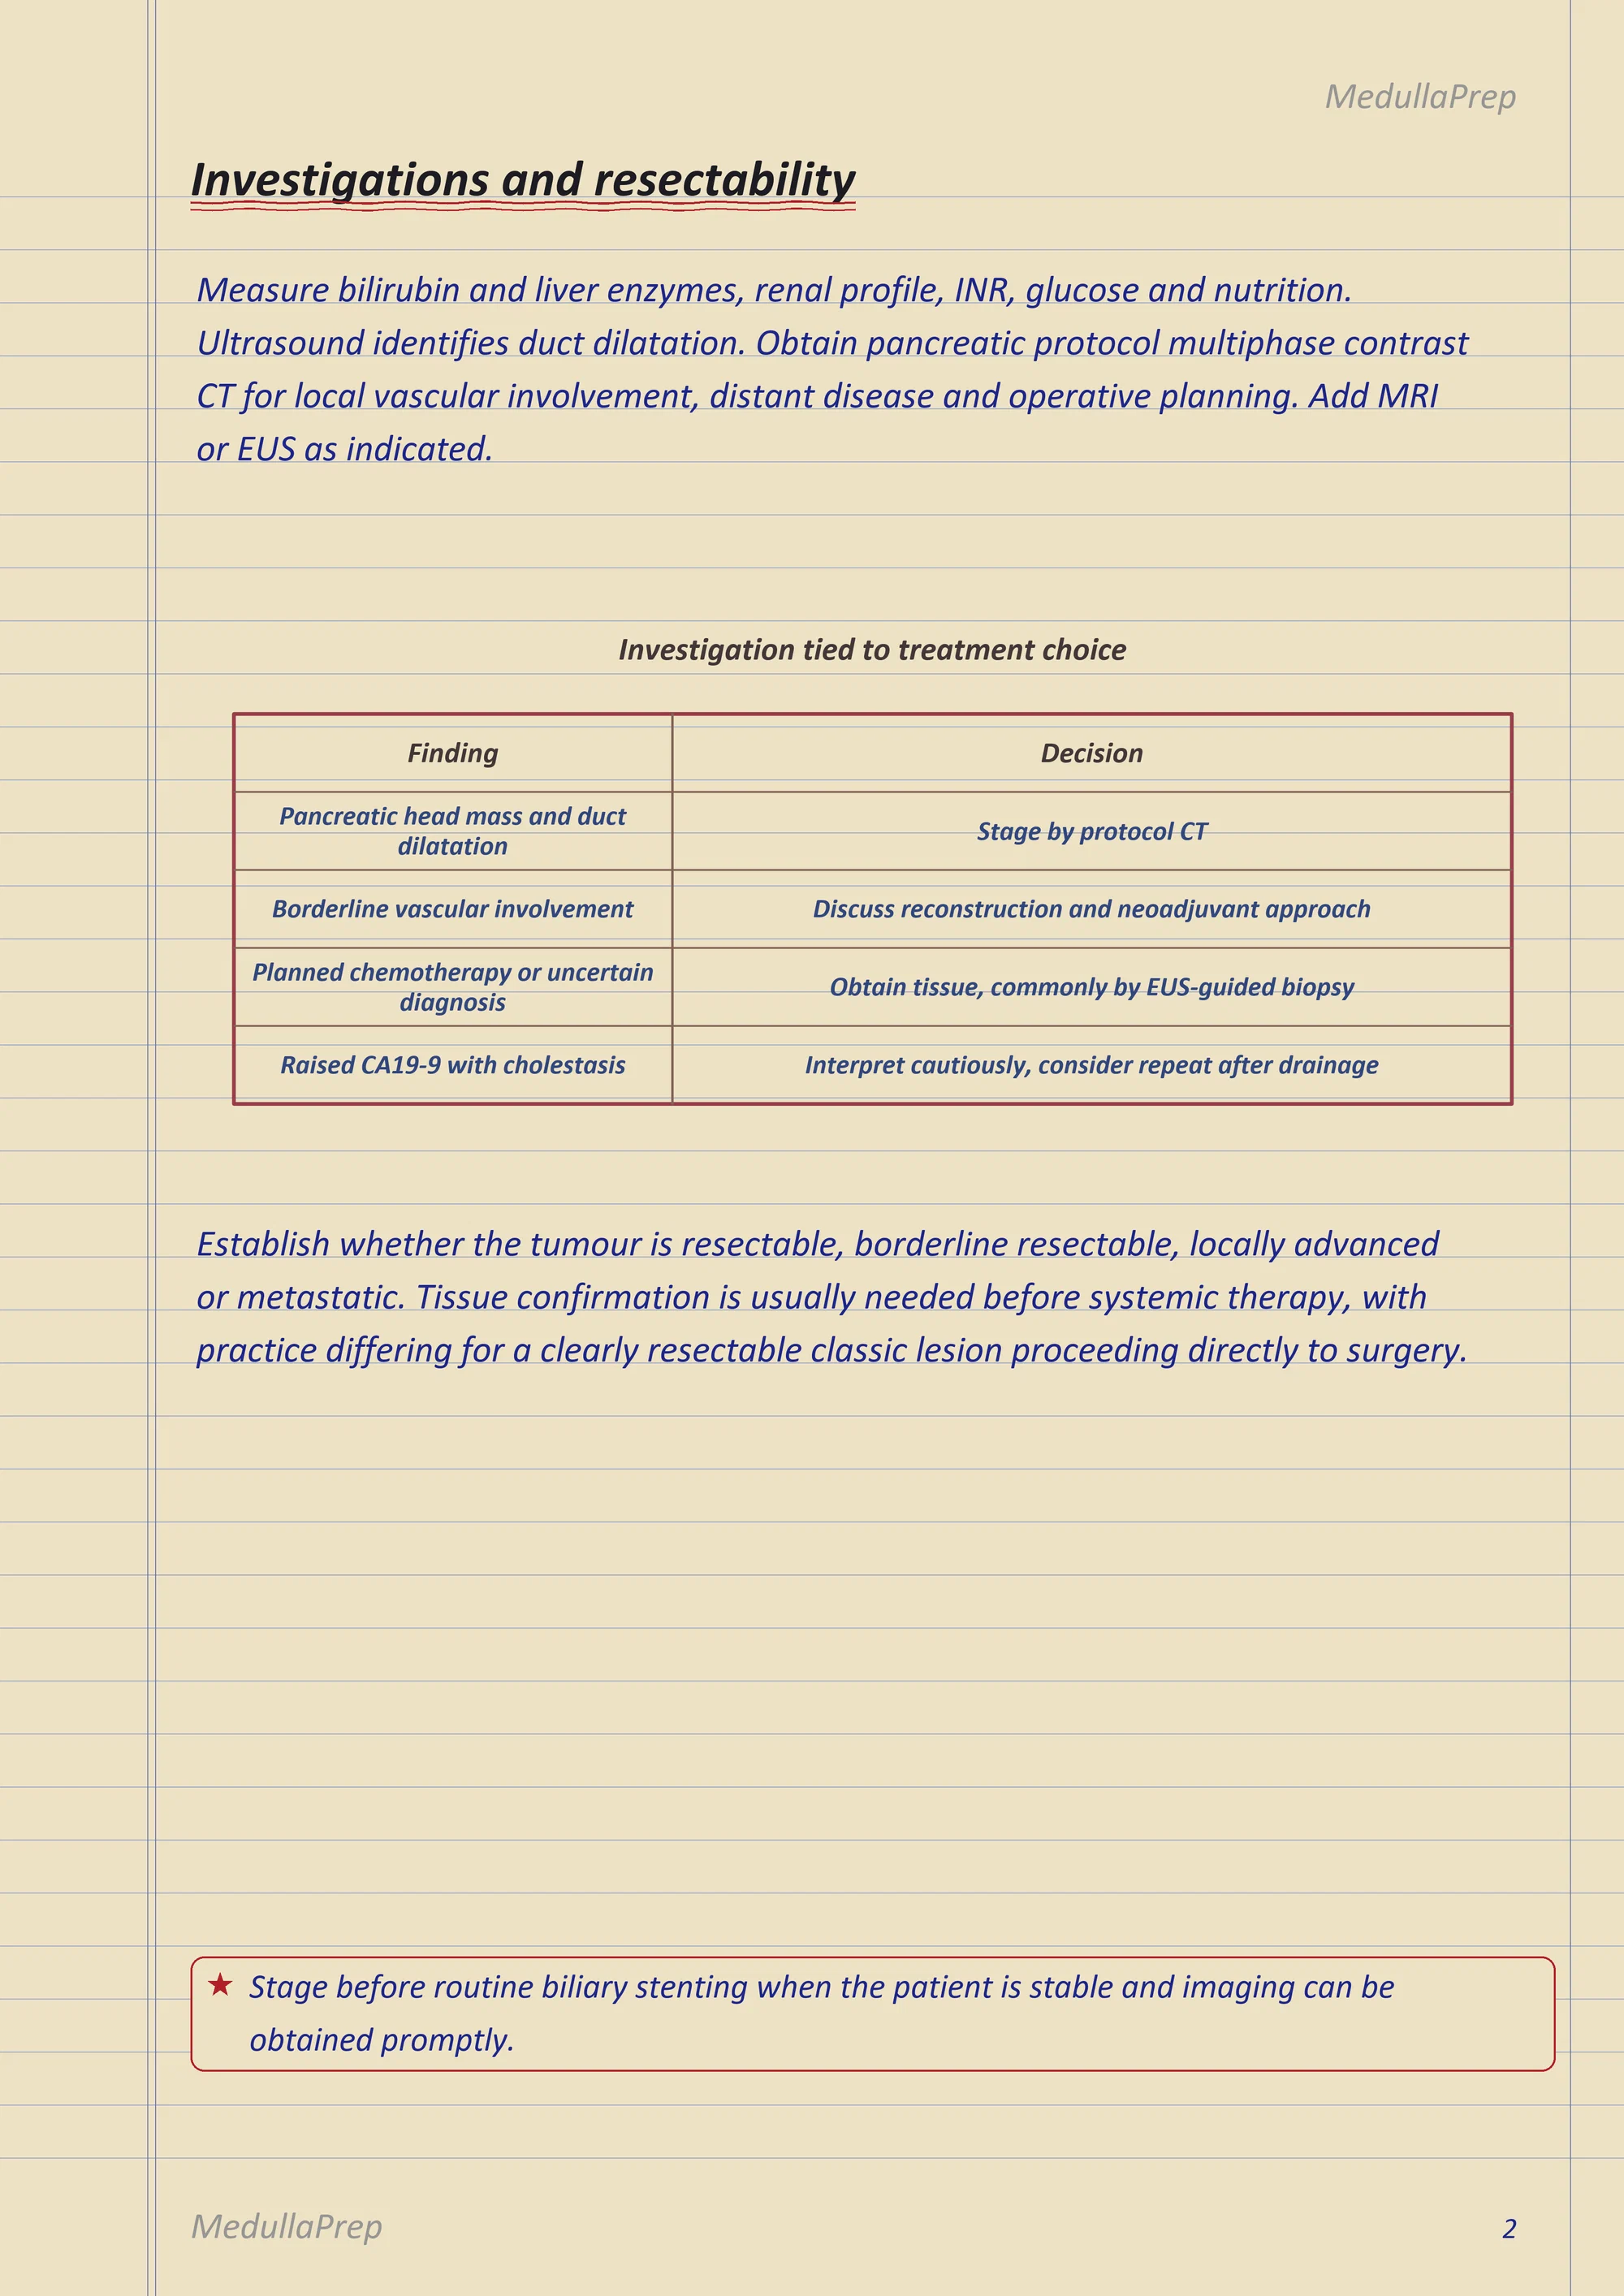 MedullaPrep
Investigations and resectability
Measure bilirubin and liver enzymes, renal profile, INR, glucose and nutrition.
Ultrasound identifies duct dilatation. Obtain pancreatic protocol multiphase contrast
CT for local vascular involvement, distant disease and operative planning. Add MRI
or EUS as indicated.
Investigation tied to treatment choice
Finding Decision
Pancreatic head mass and duct
dilatation
Stage by protocol CT
Borderline vascular involvement Discuss reconstruction and neoadjuvant approach
Planned chemotherapy or uncertain
diagnosis
Obtain tissue, commonly by EUS-guided biopsy
Raised CA19-9 with cholestasis Interpret cautiously, consider repeat after drainage
Establish whether the tumour is resectable, borderline resectable, locally advanced
or metastatic. Tissue confirmation is usually needed before systemic therapy, with
practice differing for a clearly resectable classic lesion proceeding directly to surgery.
★ Stage before routine biliary stenting when the patient is stable and imaging can be
obtained promptly.
MedullaPrep 2